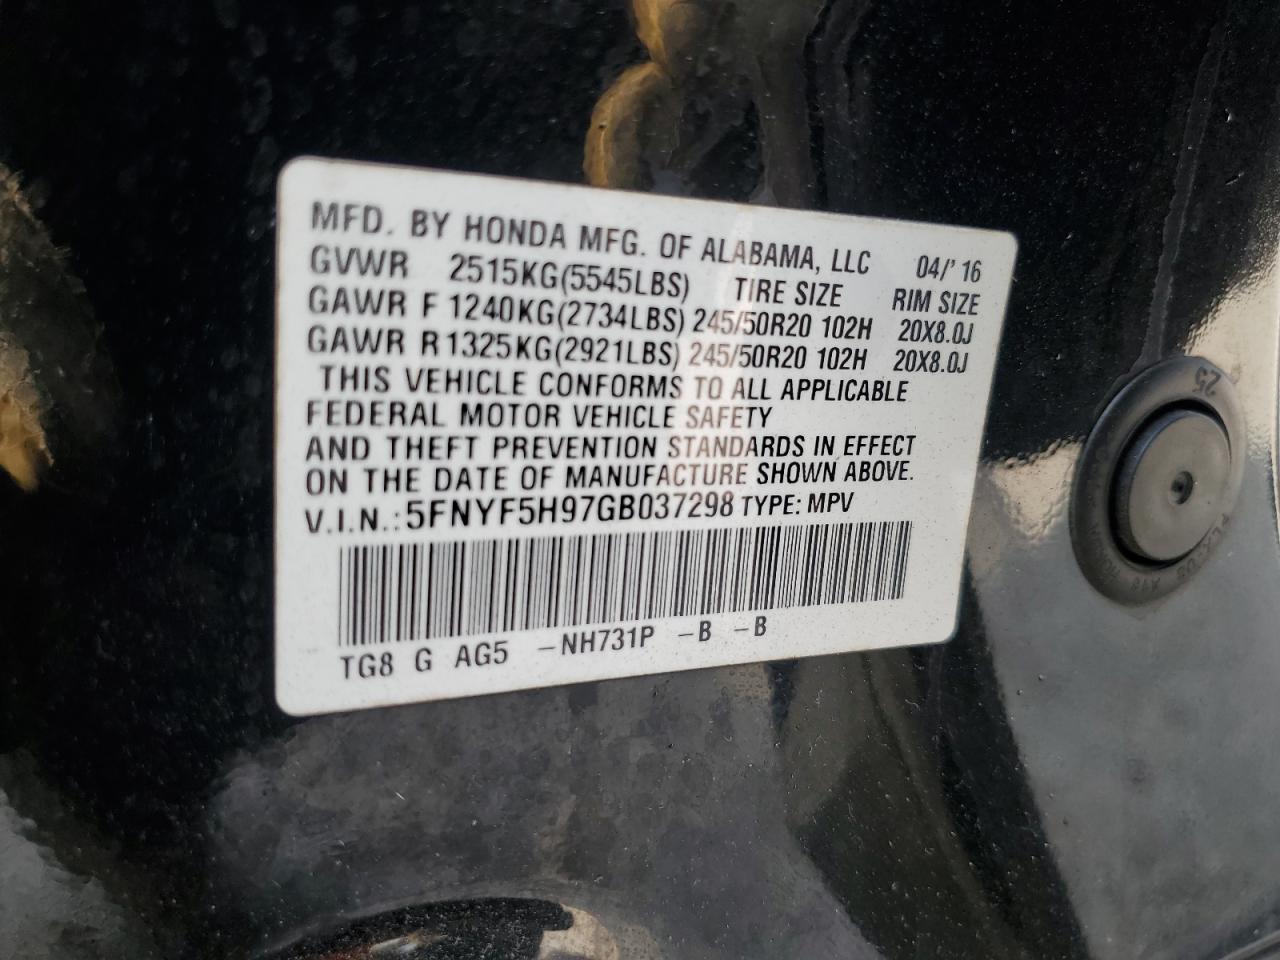 MFD. BY HONDA MFG. OF ALABAMA, LLC 04/'16
GVWR 2515KG(5545LBS) TIRE SIZE RIM SIZE
GAWR F 1240KG(2734LBS) 245/50R20 102H 20X8.0J
GAWR R 1325KG(2921LBS) 245/50R20 102H 20X8.0J
THIS VEHICLE CONFORMS TO ALL APPLICABLE
FEDERAL MOTOR VEHICLE SAFETY
AND THEFT PREVENTION STANDARDS IN EFFECT
ON THE DATE OF MANUFACTURE SHOWN ABOVE.
V.I.N.: 5FNYF5H97GB037298 TYPE: MPV
TG8 G AG5 -NH731P -B -B
25